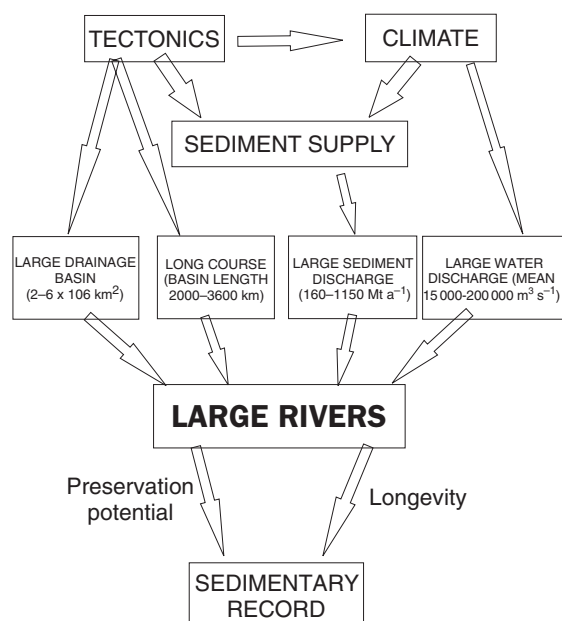 TECTONICS
CLIMATE
SEDIMENT SUPPLY
LARGE DRAINAGE
BASIN
(2–6 x 106 km²)
LONG COURSE
(BASIN LENGTH
2000–3600 km)
LARGE SEDIMENT
DISCHARGE
(160–1150 Mt a⁻¹)
LARGE WATER
DISCHARGE (MEAN
15 000-200 000 m³ s⁻¹)
LARGE RIVERS
Preservation
potential
Longevity
SEDIMENTARY
RECORD